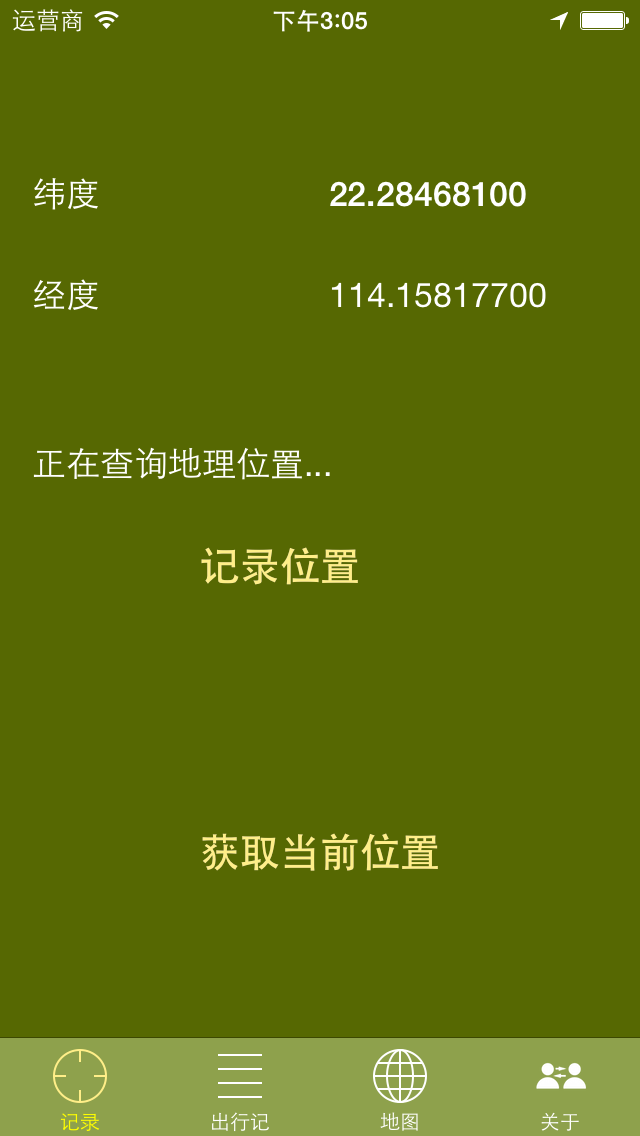 运营商 下午3:05
纬度 22.28468100
经度 114.15817700
正在查询地理位置...
记录位置
获取当前位置
记录 出行记 地图 关于